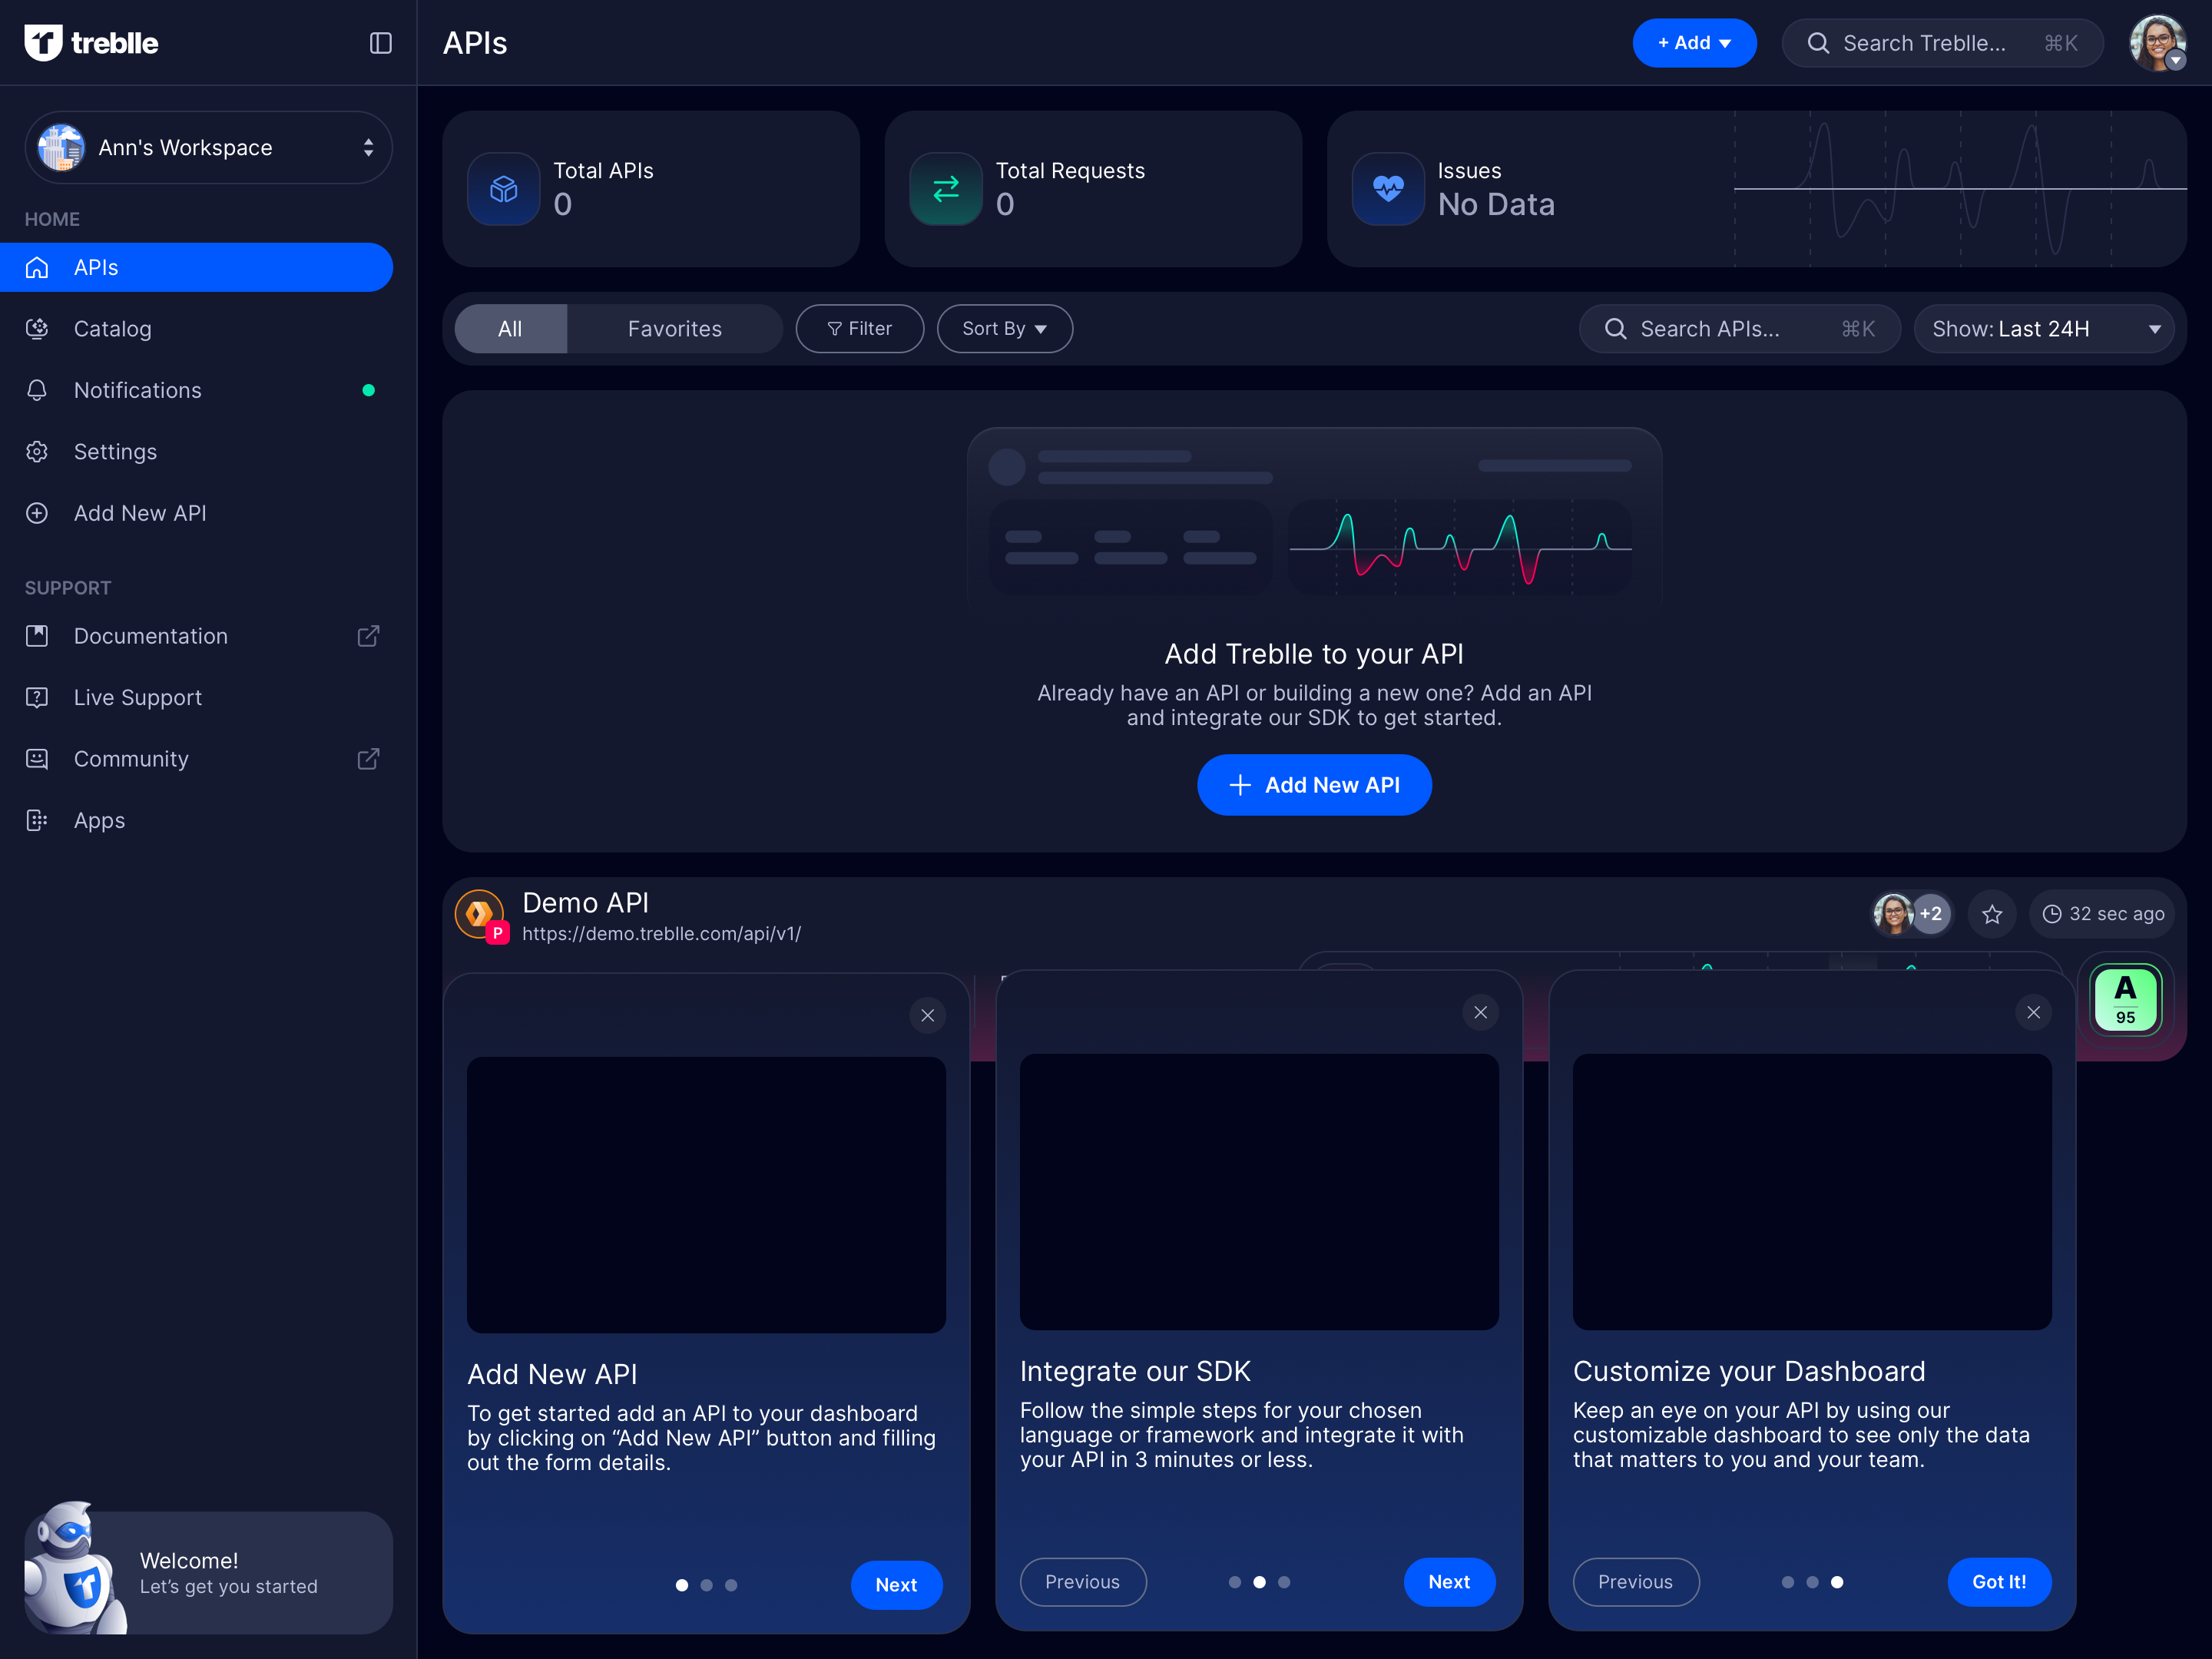 treblle
APIs
+ Add
Search Treblle...
⌘K
Ann's Workspace
HOME
APIs
Catalog
Notifications
Settings
Add New API
SUPPORT
Documentation
Live Support
Community
Apps
Welcome!
Let's get you started
Total APIs
0
Total Requests
0
Issues
No Data
All
Favorites
Filter
Sort By
Search APIs...
⌘K
Show: Last 24H
Add Treblle to your API
Already have an API or building a new one? Add an API
and integrate our SDK to get started.
Add New API
Demo API
P
https://demo.treblle.com/api/v1/
+2
32 sec ago
A
95
Add New API
To get started add an API to your dashboard
by clicking on “Add New API” button and filling
out the form details.
Next
Integrate our SDK
Follow the simple steps for your chosen
language or framework and integrate it with
your API in 3 minutes or less.
Previous
Next
Customize your Dashboard
Keep an eye on your API by using our
customizable dashboard to see only the data
that matters to you and your team.
Previous
Got It!